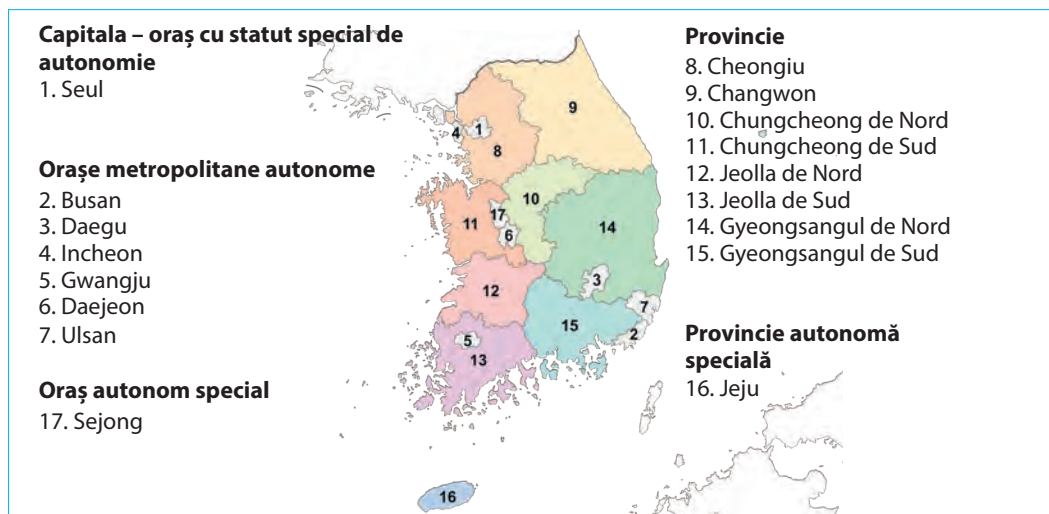 Capitala – oraș cu statut special de
autonomie
1. Seul
Orașe metropolitane autonome
2. Busan
3. Daegu
4. Incheon
5. Gwangju
6. Daejeon
7. Ulsan
Oraș autonom special
17. Sejong
9
4
1
8
10
17
11
6
14
3
12
7
15
2
5
13
16
Provincie
8. Cheongiu
9. Changwon
10. Chungcheong de Nord
11. Chungcheong de Sud
12. Jeolla de Nord
13. Jeolla de Sud
14. Gyeongsangul de Nord
15. Gyeongsangul de Sud
Provincie autonomă
specială
16. Jeju